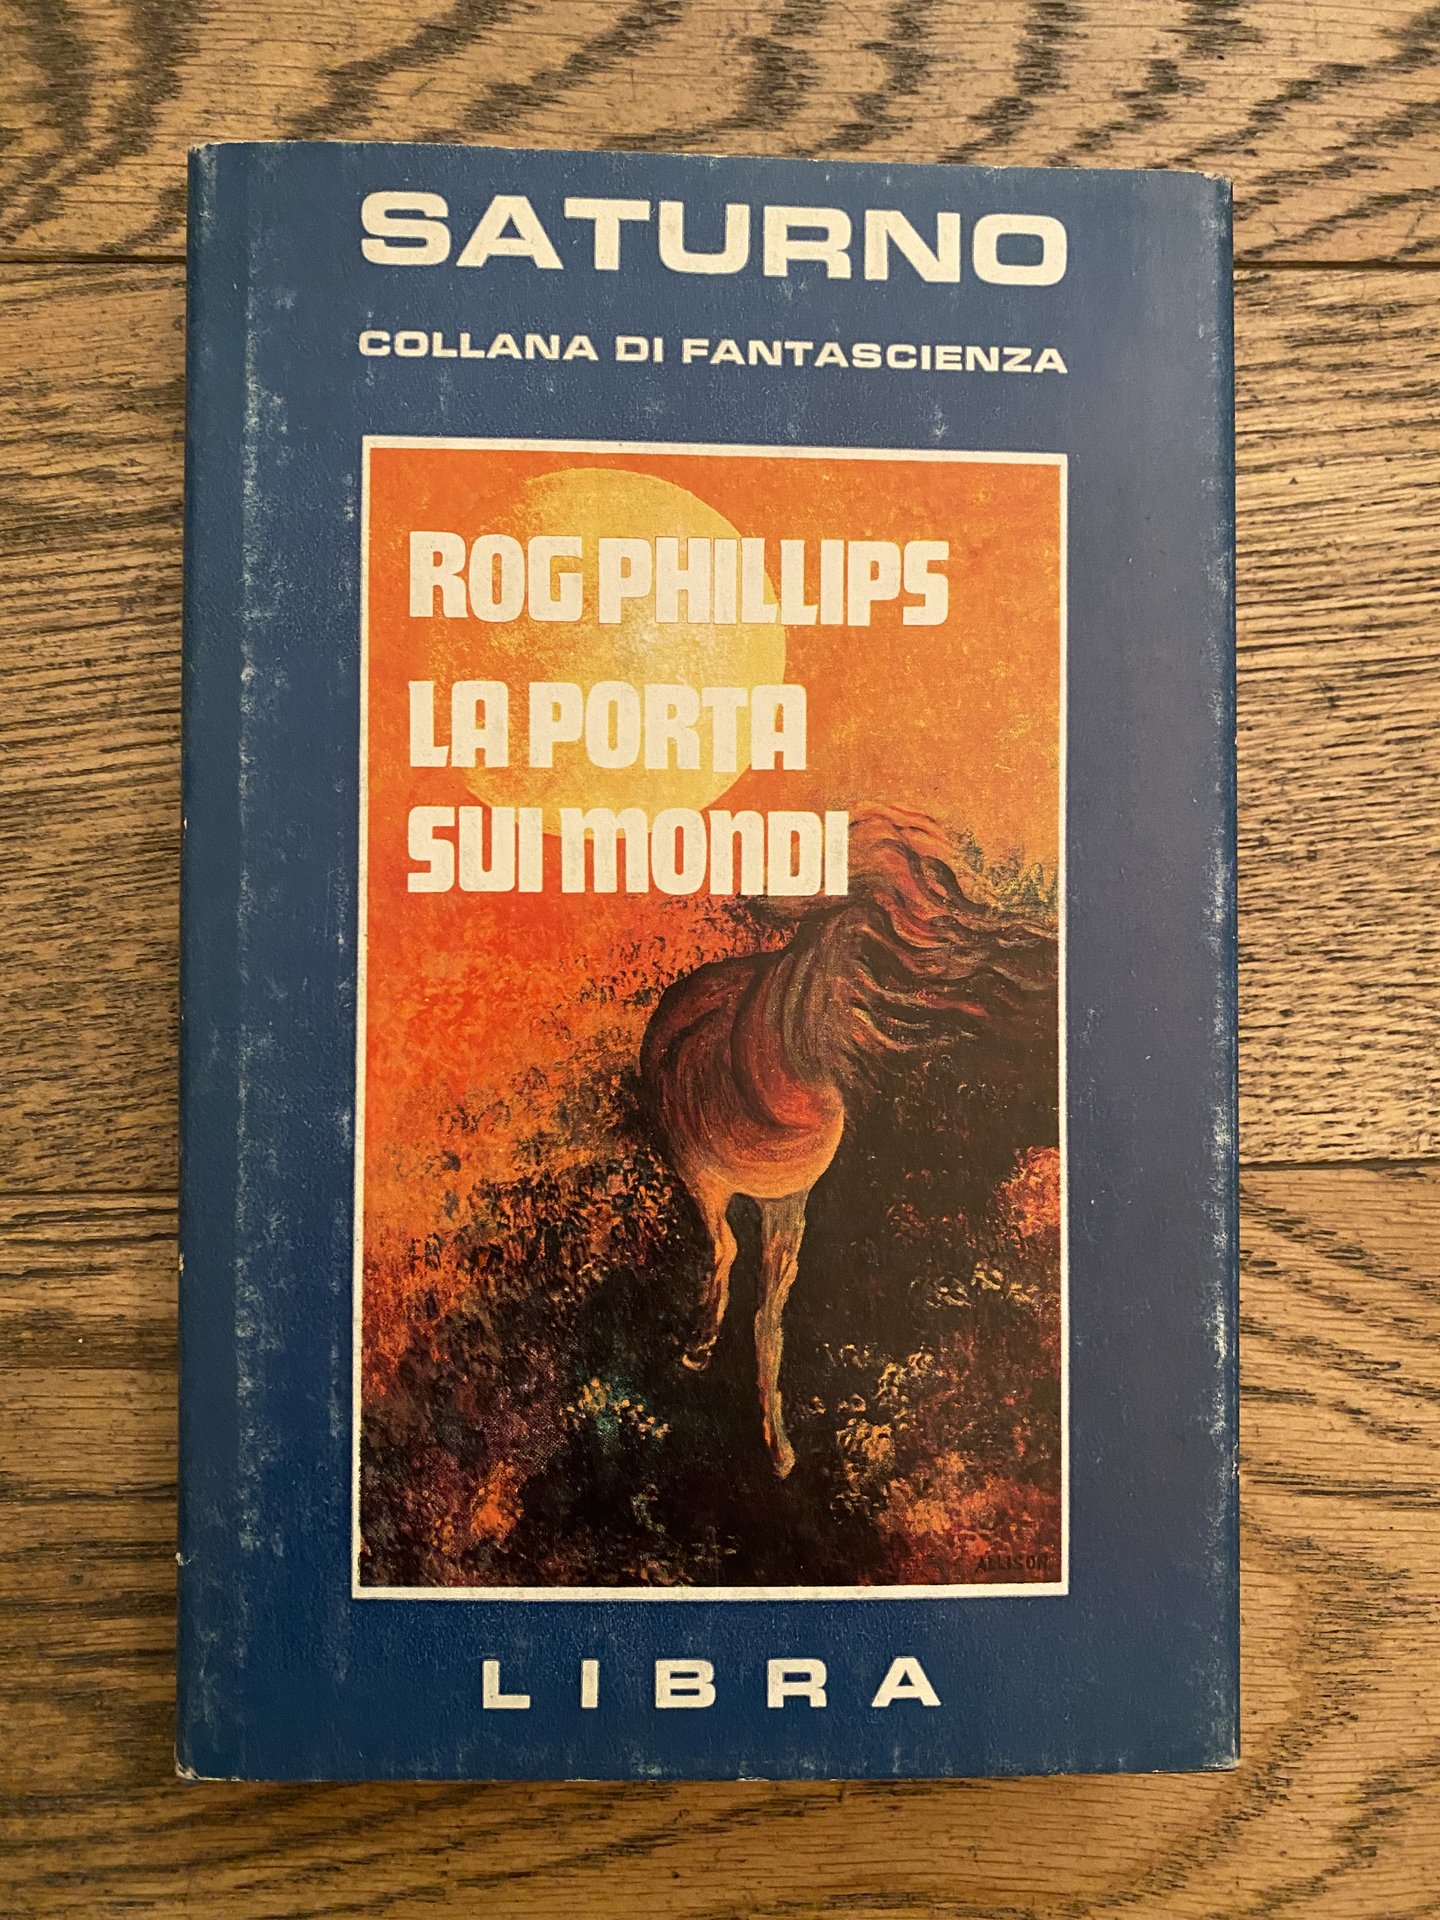 SATURNO
COLLANA DI FANTASCIENZA
ROG PHILLIPS
LA PORTA
SUI MONDI
ALLISON
LIBRA